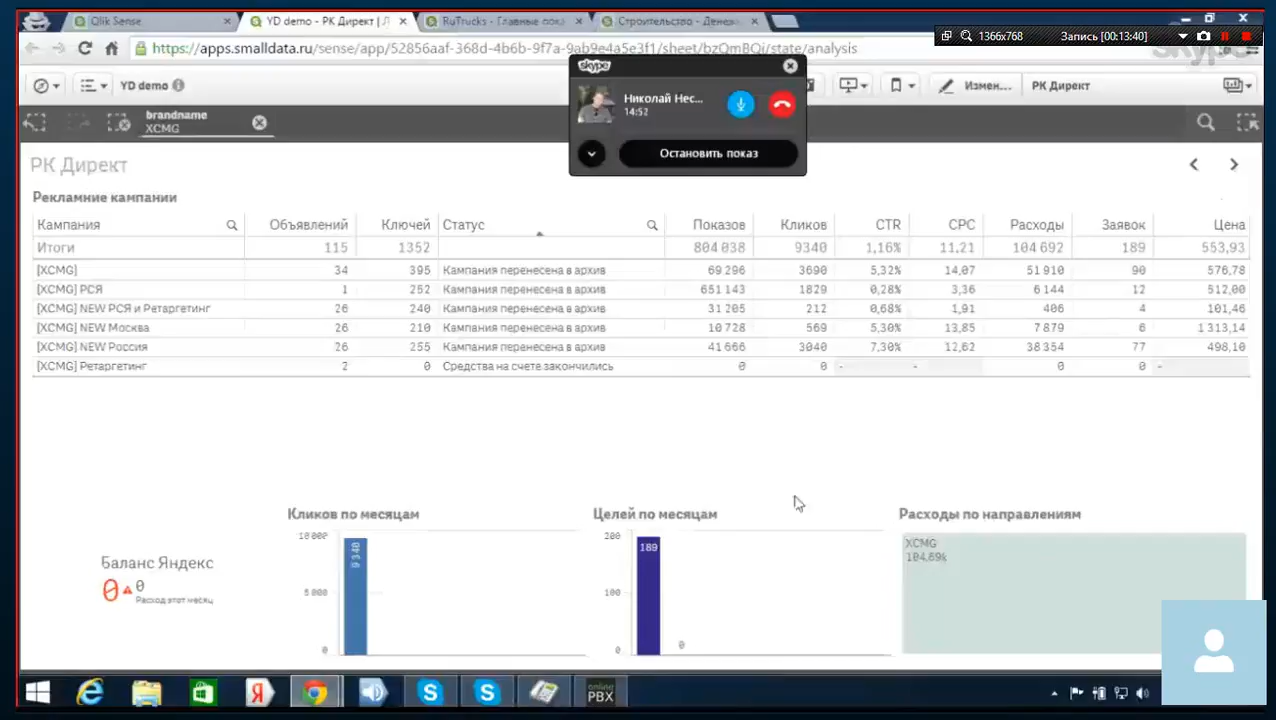 Qlik Sense
YD demo - РК Директ | Л
RuTrucks - Главные пока
Строительство - Денежн
https://apps.smalldata.ru/sense/app/52856aaf-368d-4b6b-9f7a-9ab9e4a5e3f1/sheet/bzQmBQi/state/analysis
1366x768
Запись [00:13:40]
skype
Николай Нес...
14:52
Остановить показ
YD demo
Измен...
РК Директ
brandname
XCMG
РК Директ
Рекламние кампании
Кампания Объявлений Ключей Статус Показов Кликов CTR CPC Расходы Заявок Цена
Итоги 115 1352 804 038 9340 1,16% 11,21 104 692 189 553,93
[XCMG] 34 395 Кампания перенесена в архив 69 296 3690 5,32% 14,07 51 910 90 576,78
[XCMG] РСЯ 1 252 Кампания перенесена в архив 651 143 1829 0,28% 3,36 6 144 12 512,00
[XCMG] NEW РСЯ и Ретаргетинг 26 240 Кампания перенесена в архив 31 205 212 0,68% 1,91 406 4 101,46
[XCMG] NEW Москва 26 210 Кампания перенесена в архив 10 728 569 5,30% 13,85 7 879 6 1 313,14
[XCMG] NEW Россия 26 255 Кампания перенесена в архив 41 666 3040 7,30% 12,62 38 354 77 498,10
[XCMG] Ретаргетинг 2 0 Средства на счете закончились 0 0 - - 0 0 -
Баланс Яндекс
0 0
Расход этот месяц
Кликов по месяцам
10 000
5 000
0
9 340
Целей по месяцам
200
100
0
189
0
Расходы по направлениям
XCMG
104,69k
Я
online
PBX